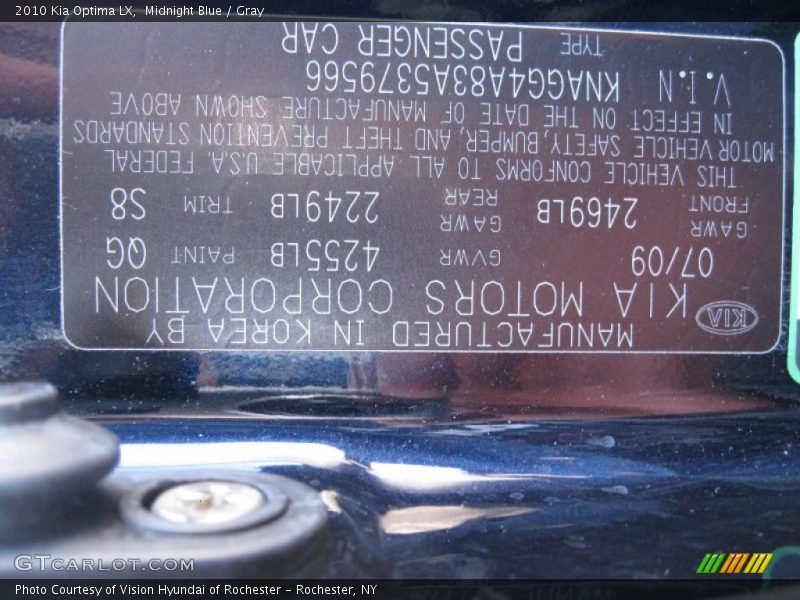 2010 Kia Optima LX, Midnight Blue / Gray
MANUFACTURED IN KOREA BY
KIA KIA MOTORS CORPORATION
07/09 GVWR 4255LB PAINT QG
GAWR FRONT 2469LB GAWR REAR 2249LB TRIM S8
THIS VEHICLE CONFORMS TO ALL APPLICABLE U.S.A. FEDERAL
MOTOR VEHICLE SAFETY, BUMPER, AND THEFT PREVENTION STANDARDS
IN EFFECT ON THE DATE OF MANUFACTURE SHOWN ABOVE
V.I.N KNAGG4A83A5379566
TYPE PASSENGER CAR
GTCARLOT.COM
Photo Courtesy of Vision Hyundai of Rochester - Rochester, NY